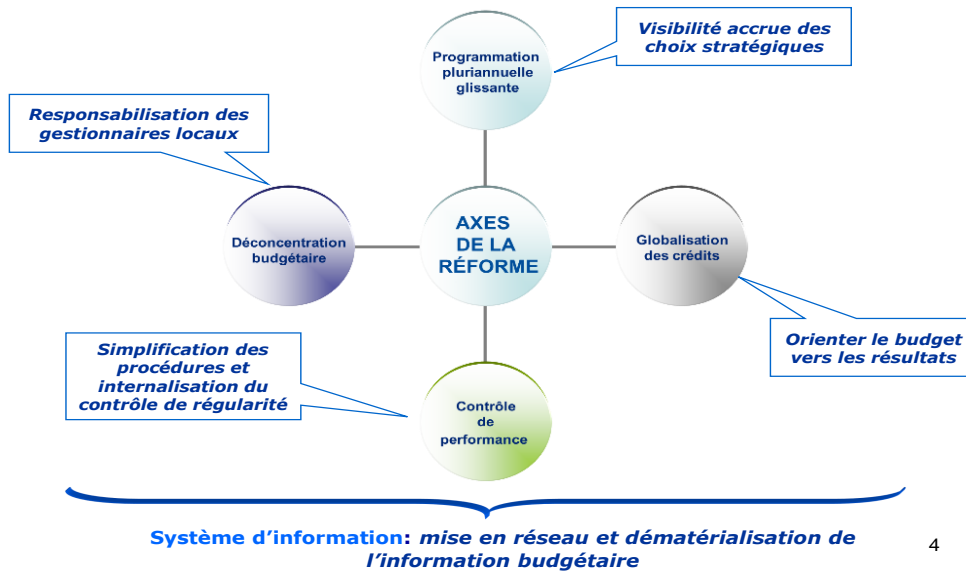 Visibilité accrue des
choix stratégiques
Programmation
pluriannuelle
glissante
Responsabilisation des
gestionnaires locaux
Déconcentration
budgétaire
AXES
DE LA
RÉFORME
Globalisation
des crédits
Orienter le budget
vers les résultats
Simplification des
procédures et
internalisation du
contrôle de régularité
Contrôle
de
performance
Système d’information: mise en réseau et dématérialisation de
l’information budgétaire
4